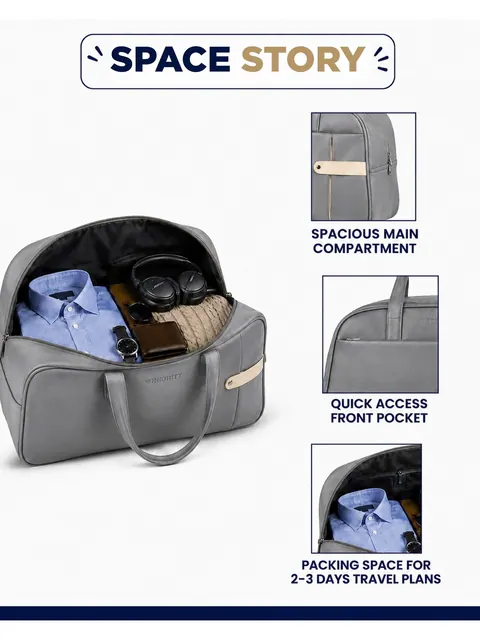 SPACE STORY
SPACIOUS MAIN
COMPARTMENT
QUICK ACCESS
FRONT POCKET
PACKING SPACE FOR
2-3 DAYS TRAVEL PLANS